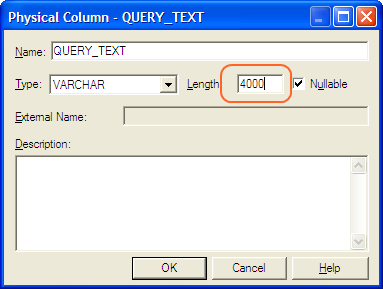 Physical Column - QUERY_TEXT
Name: QUERY_TEXT
Type: VARCHAR Length 4000 Nullable
External Name:
Description:
OK Cancel Help